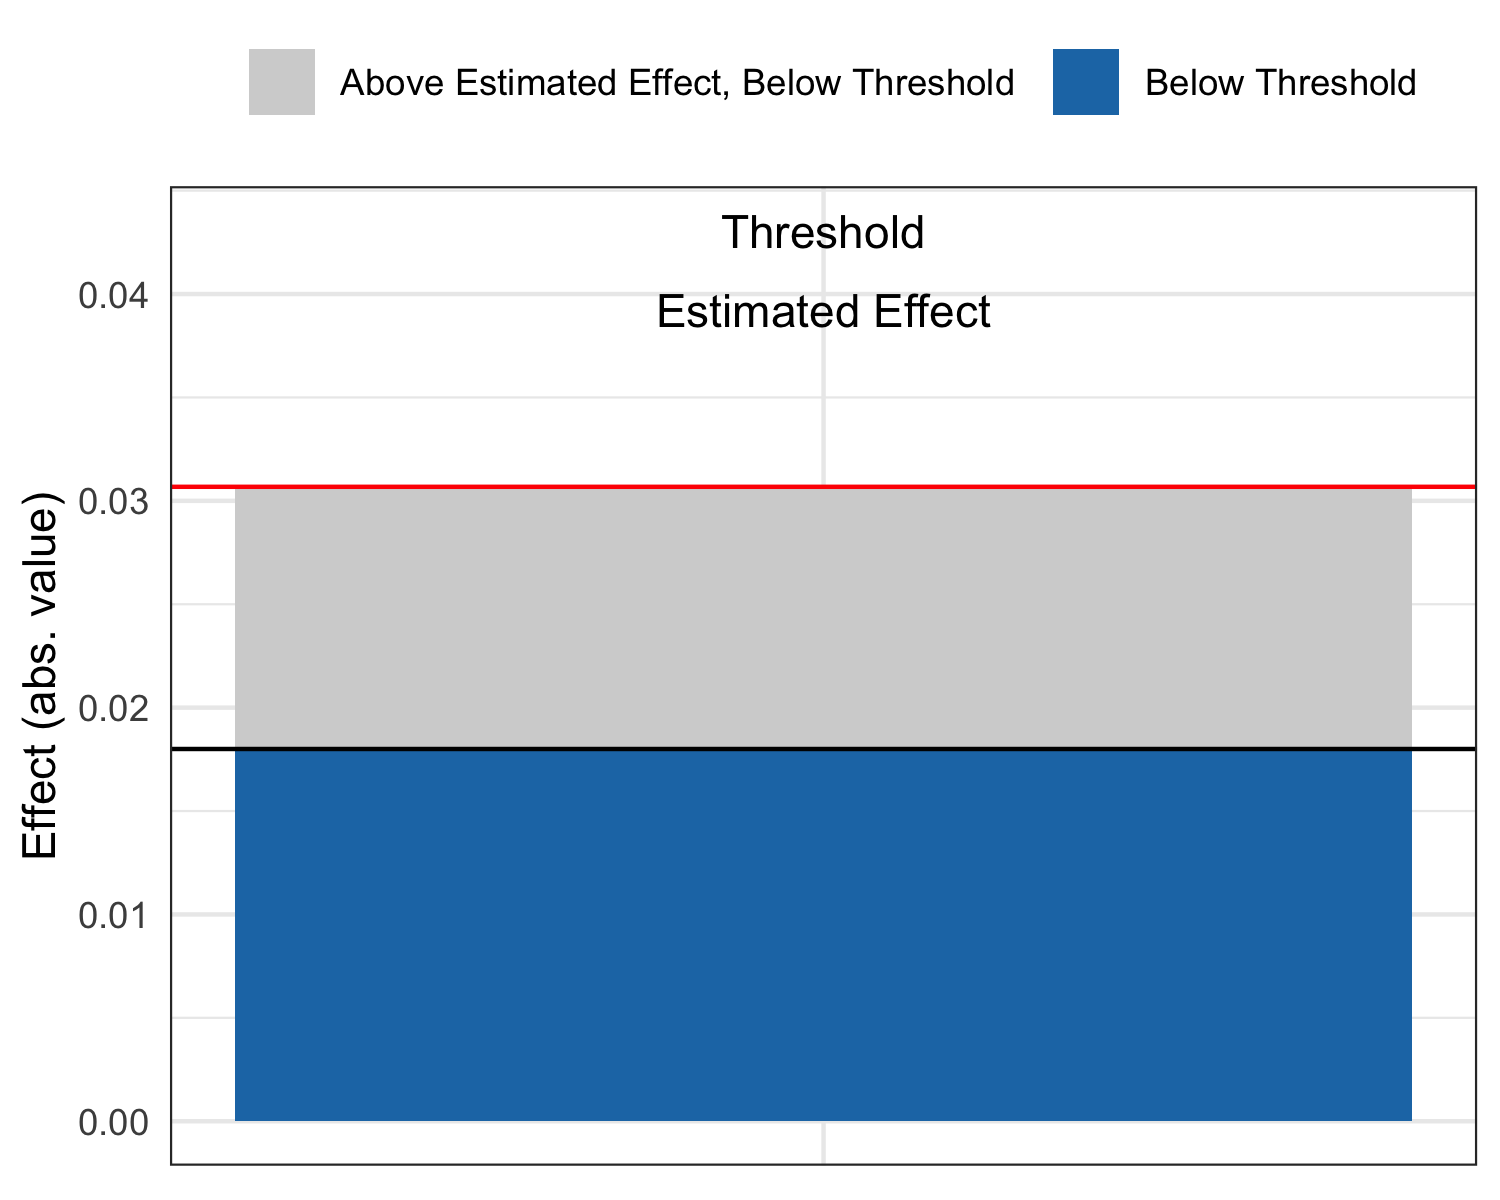 Above Estimated Effect, Below Threshold
Below Threshold
Threshold
Estimated Effect
0.04
0.03
0.02
0.01
0.00
Effect (abs. value)